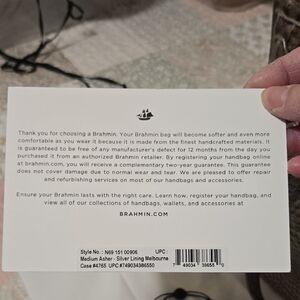 Thank you for choosing a Brahmin. Your Brahmin bag will become softer and even more
comfortable as you wear it because it is made from the finest handcrafted materials. It
is guaranteed to be free of any manufacturer's defect for 12 months from the day you
purchased it from an authorized Brahmin retailer. By registering your handbag online
at brahmin.com, you will receive a complimentary two-year guarantee. This guarantee
does not cover damage due to normal wear and tear. We are pleased to offer repair
and refurbishing services on most of our handbags and accessories.
Ensure your Brahmin lasts with the right care. Learn how, register your handbag, and
view all of our collections of handbags, wallets, and accessories at
BRAHMIN.COM
Style No. : N69 151 00906 UPC :
Medium Asher - Silver Lining Melbourne
Case #4765 UPC #749034386550
7 49034 38655 0